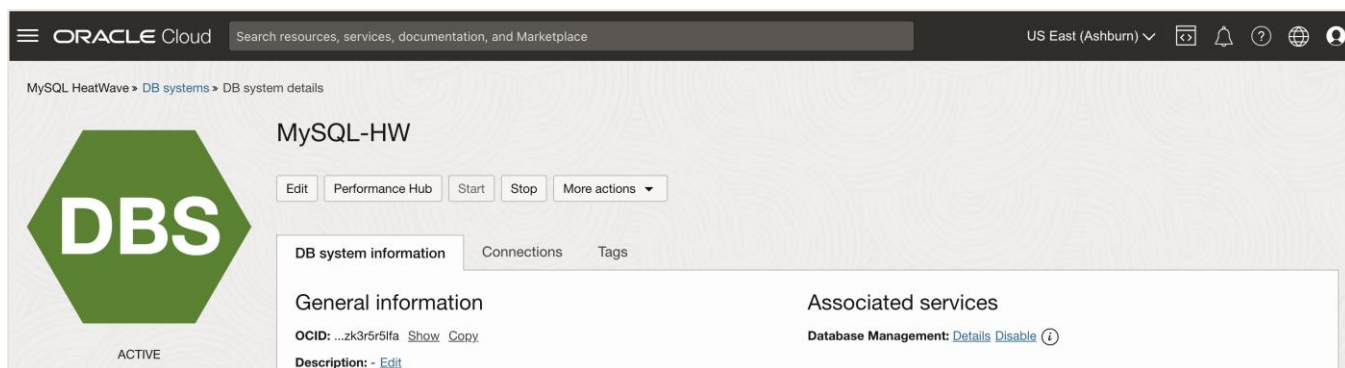 ORACLE Cloud
Search resources, services, documentation, and Marketplace
US East (Ashburn)
MySQL HeatWave » DB systems » DB system details
DBS
ACTIVE
MySQL-HW
Edit Performance Hub Start Stop More actions
DB system information Connections Tags
General information
OCID: ...zk3r5r5lfa Show Copy
Description: - Edit
Associated services
Database Management: Details Disable